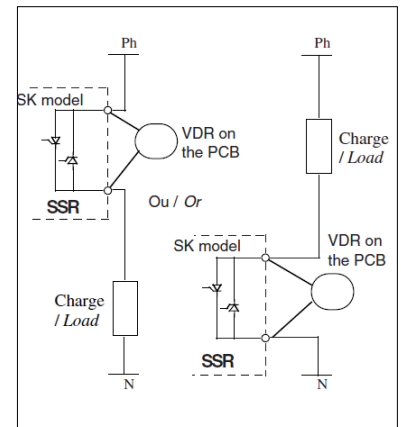 Ph
SK model
VDR on
the PCB
SSR
Ou / Or
Charge
/ Load
N
Ph
Charge
/ Load
SK model
VDR on
the PCB
SSR
N